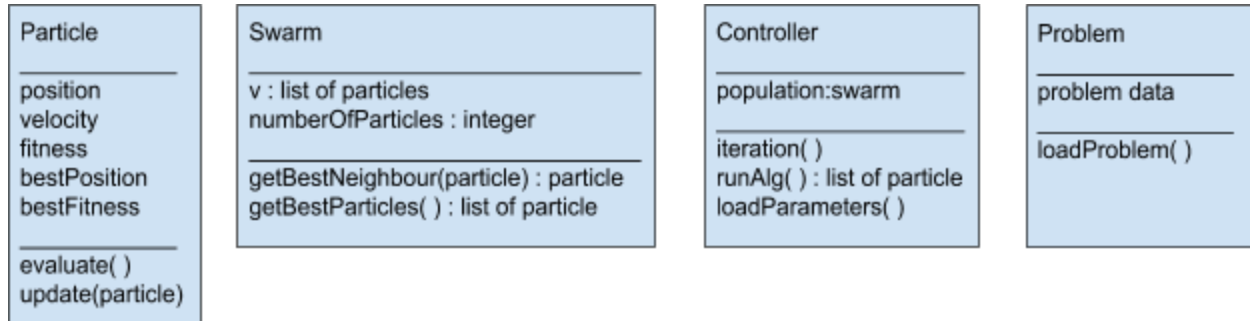 Particle
position
velocity
fitness
bestPosition
bestFitness
evaluate( )
update(particle)
Swarm
v : list of particles
numberOfParticles : integer
getBestNeighbour(particle) : particle
getBestParticles( ) : list of particle
Controller
population:swarm
iteration( )
runAlg( ) : list of particle
loadParameters( )
Problem
problem data
loadProblem( )